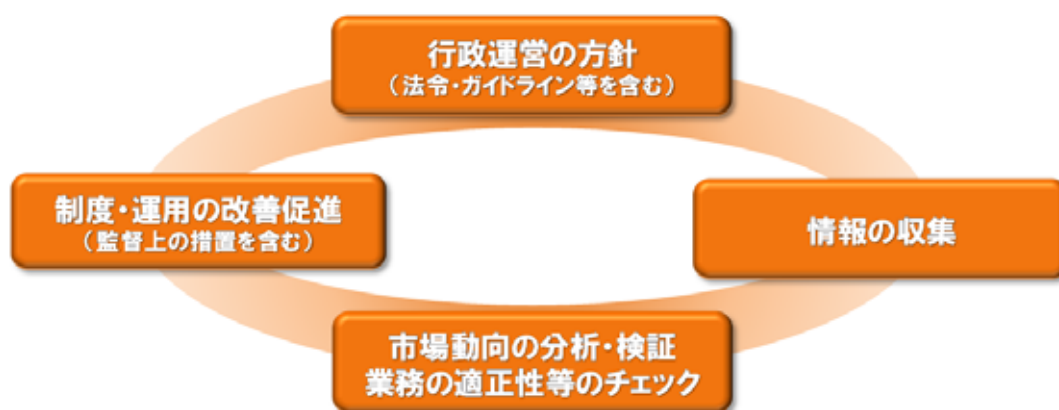 行政運営の方針
（法令・ガイドライン等を含む）
制度・運用の改善促進
（監督上の措置を含む）
情報の収集
市場動向の分析・検証
業務の適正性等のチェック